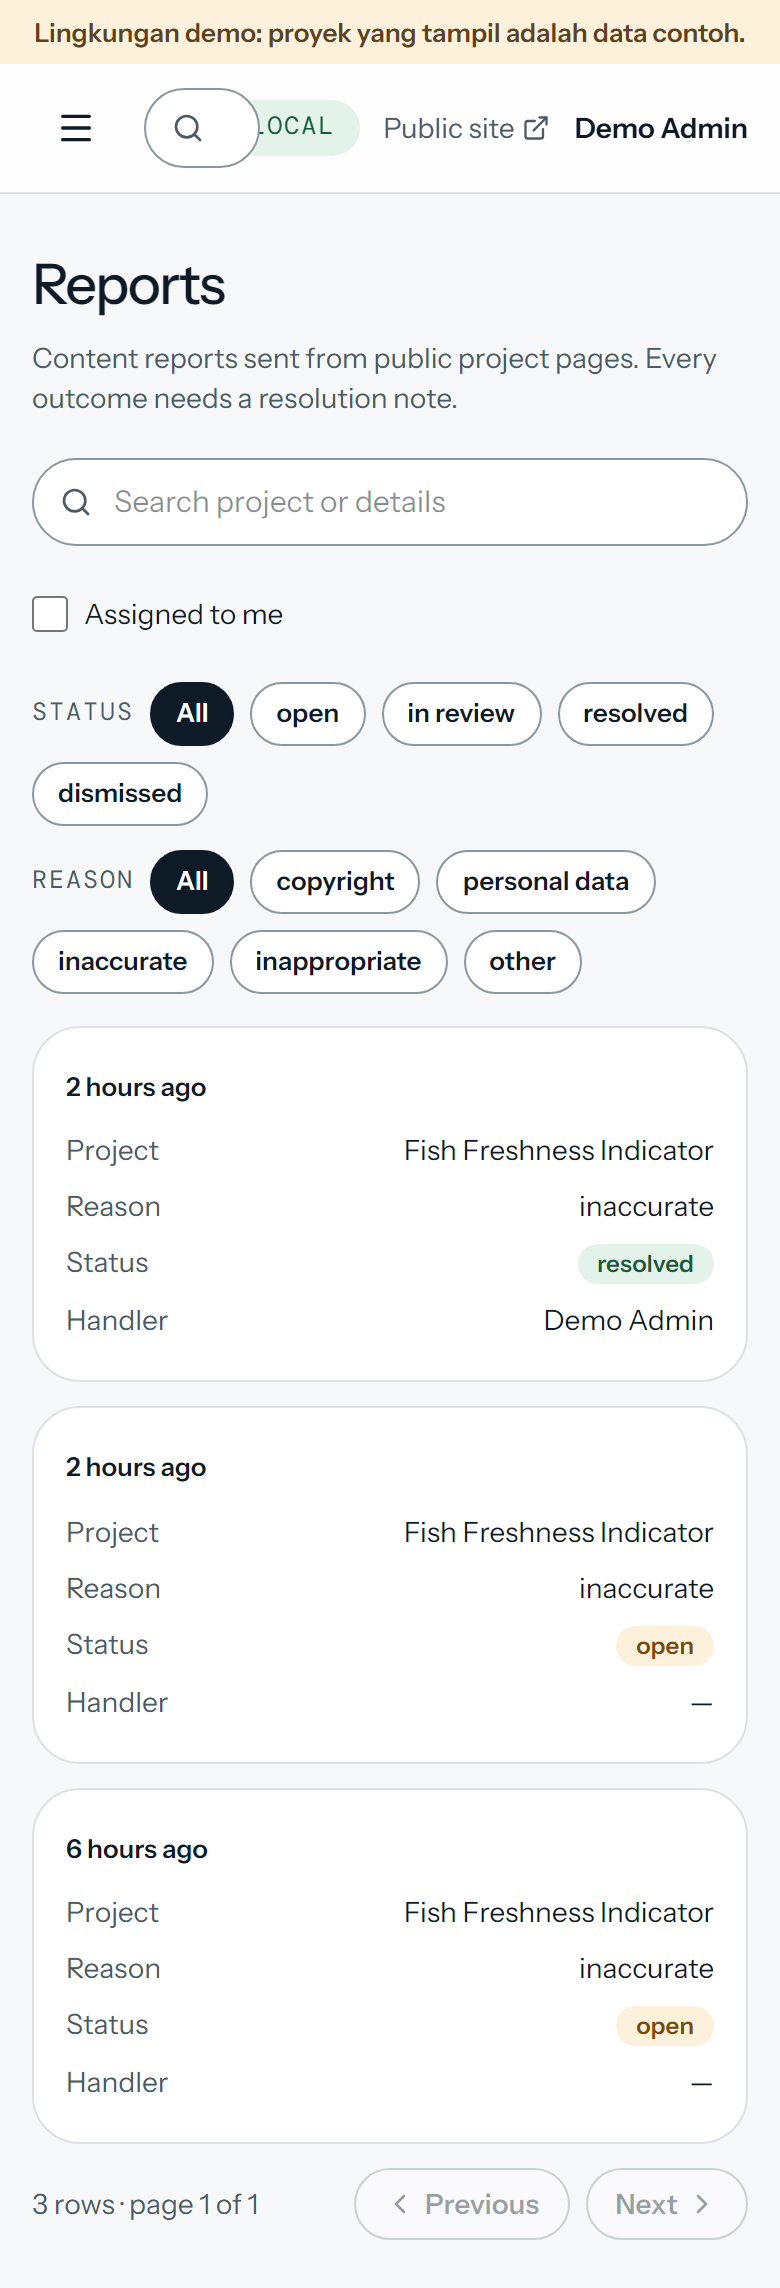 Lingkungan demo: proyek yang tampil adalah data contoh.
LOCAL Public site Demo Admin
Reports
Content reports sent from public project pages. Every
outcome needs a resolution note.
Search project or details
Assigned to me
STATUS All open in review resolved
dismissed
REASON All copyright personal data
inaccurate inappropriate other
2 hours ago
Project Fish Freshness Indicator
Reason inaccurate
Status resolved
Handler Demo Admin
2 hours ago
Project Fish Freshness Indicator
Reason inaccurate
Status open
Handler —
6 hours ago
Project Fish Freshness Indicator
Reason inaccurate
Status open
Handler —
3 rows · page 1 of 1 Previous Next